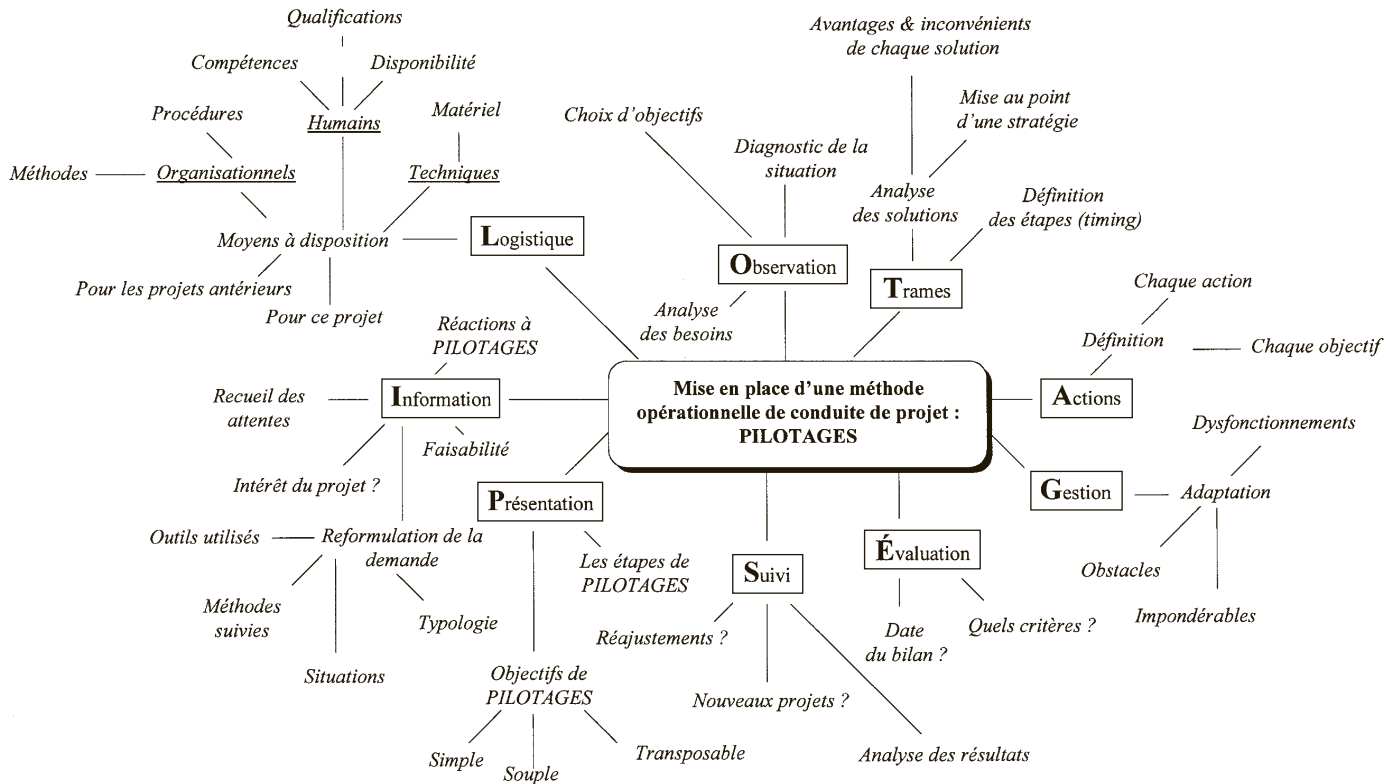 Qualifications
Compétences
Disponibilité
Procédures
Humains
Matériel
Méthodes
Organisationnels
Techniques
Moyens à disposition
Logistique
Pour les projets antérieurs
Pour ce projet
Choix d'objectifs
Diagnostic de la
situation
Observation
Analyse
des besoins
Avantages & inconvénients
de chaque solution
Mise au point
d'une stratégie
Analyse
des solutions
Définition
des étapes (timing)
Trames
Chaque action
Définition
Chaque objectif
Actions
Mise en place d'une méthode
opérationnelle de conduite de projet :
PILOTAGES
Réactions à
PILOTAGES
Recueil des
attentes
Information
Faisabilité
Intérêt du projet ?
Outils utilisés
Reformulation de la
demande
Méthodes
suivies
Typologie
Situations
Présentation
Les étapes de
PILOTAGES
Objectifs de
PILOTAGES
Simple
Souple
Transposable
Suivi
Réajustements ?
Nouveaux projets ?
Analyse des résultats
Évaluation
Date
du bilan ?
Quels critères ?
Gestion
Adaptation
Dysfonctionnements
Obstacles
Impondérables